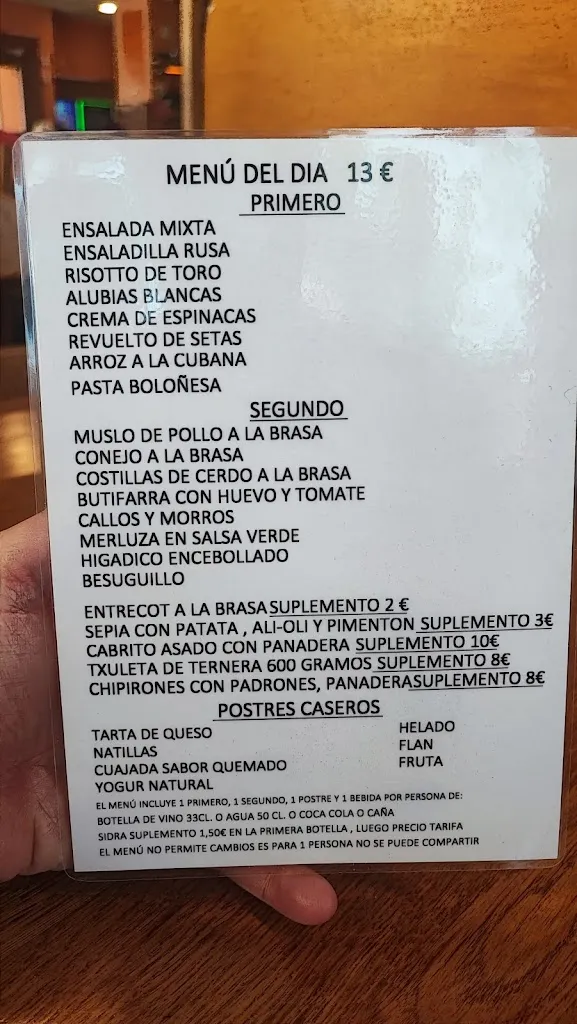 MENÚ DEL DIA 13 €
PRIMERO
ENSALADA MIXTA
ENSALADILLA RUSA
RISOTTO DE TORO
ALUBIAS BLANCAS
CREMA DE ESPINACAS
REVUELTO DE SETAS
ARROZ A LA CUBANA
PASTA BOLOÑESA
SEGUNDO
MUSLO DE POLLO A LA BRASA
CONEJO A LA BRASA
COSTILLAS DE CERDO A LA BRASA
BUTIFARRA CON HUEVO Y TOMATE
CALLOS Y MORROS
MERLUZA EN SALSA VERDE
HIGADICO ENCEBOLLADO
BESUGUILLO
ENTRECOT A LA BRASA SUPLEMENTO 2 €
SEPIA CON PATATA , ALI-OLI Y PIMENTON SUPLEMENTO 3€
CABRITO ASADO CON PANADERA SUPLEMENTO 10€
TXULETA DE TERNERA 600 GRAMOS SUPLEMENTO 8€
CHIPIRONES CON PADRONES, PANADERA SUPLEMENTO 8€
POSTRES CASEROS
TARTA DE QUESO HELADO
NATILLAS FLAN
CUAJADA SABOR QUEMADO FRUTA
YOGUR NATURAL
EL MENÚ INCLUYE 1 PRIMERO, 1 SEGUNDO, 1 POSTRE Y 1 BEBIDA POR PERSONA DE:
BOTELLA DE VINO 33CL. O AGUA 50 CL. O COCA COLA O CAÑA
SIDRA SUPLEMENTO 1,50€ EN LA PRIMERA BOTELLA , LUEGO PRECIO TARIFA
EL MENÚ NO PERMITE CAMBIOS ES PARA 1 PERSONA NO SE PUEDE COMPARTIR